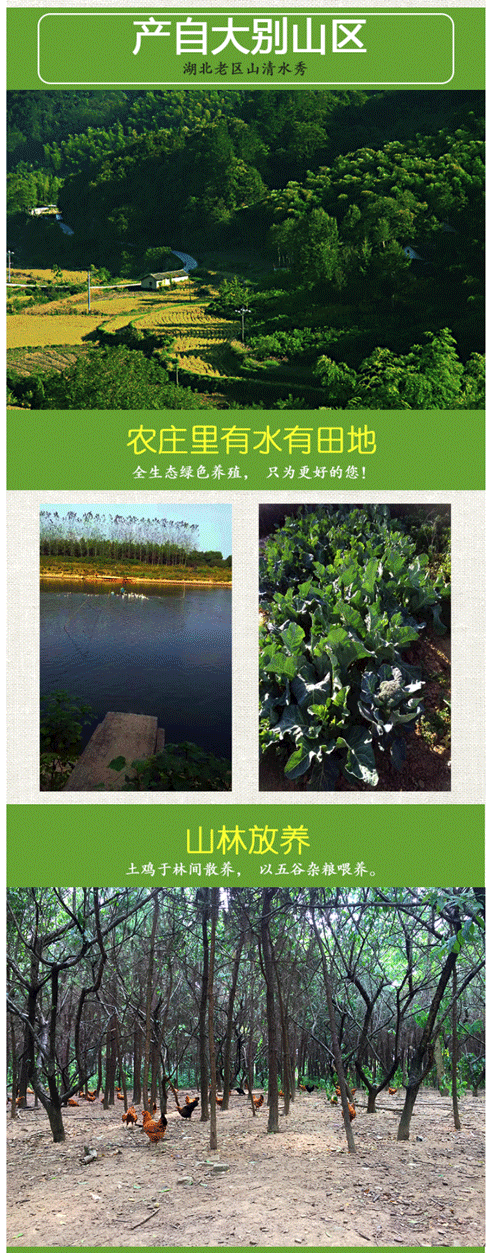 产自大别山区
湖北老区山清水秀
农庄里有水有田地
全生态绿色养殖, 只为更好的您!
山林放养
土鸡于林间散养, 以五谷杂粮喂养。